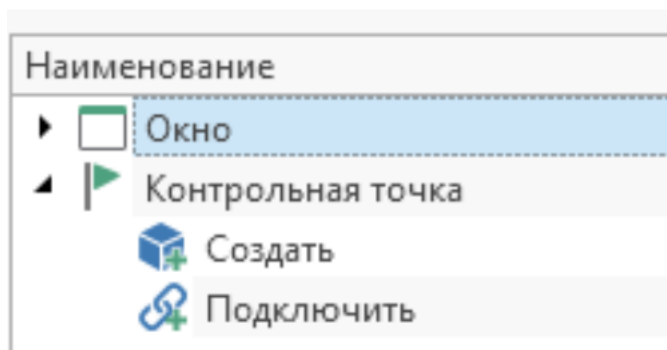 Наименование
Окно
Контрольная точка
Создать
Подключить